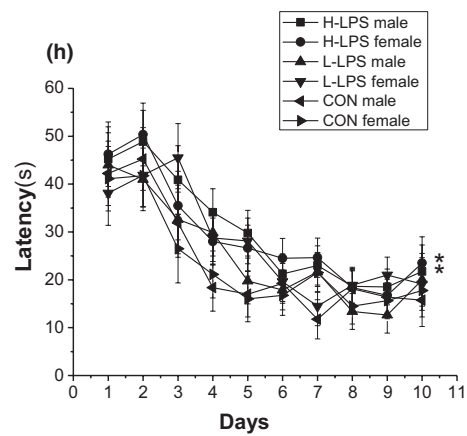 (h)
H-LPS male
H-LPS female
L-LPS male
L-LPS female
CON male
CON female
60
50
40
30
20
10
0
Latency(s)
*
*
0 1 2 3 4 5 6 7 8 9 10 11
Days